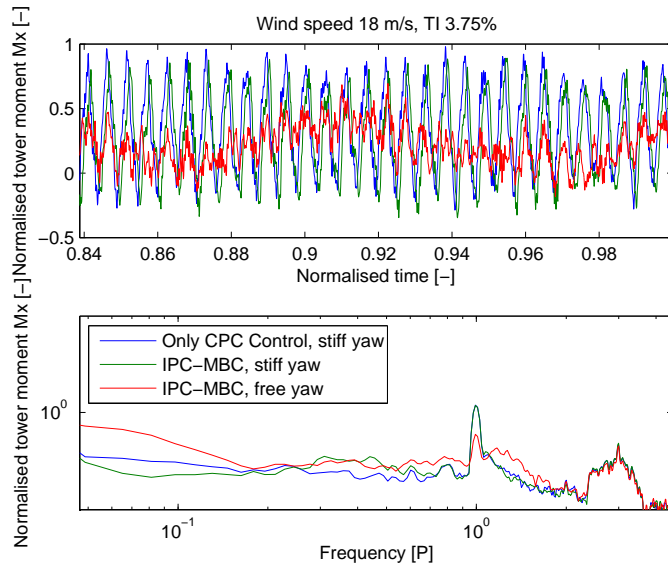 Wind speed 18 m/s, TI 3.75%
Normalised tower moment Mx [−]
1
0.5
0
−0.5
0.84 0.86 0.88 0.9 0.92 0.94 0.96 0.98
Normalised time [−]
Normalised tower moment Mx [−]
Only CPC Control, stiff yaw
IPC−MBC, stiff yaw
IPC−MBC, free yaw
10^0
10^−1 10^0
Frequency [P]